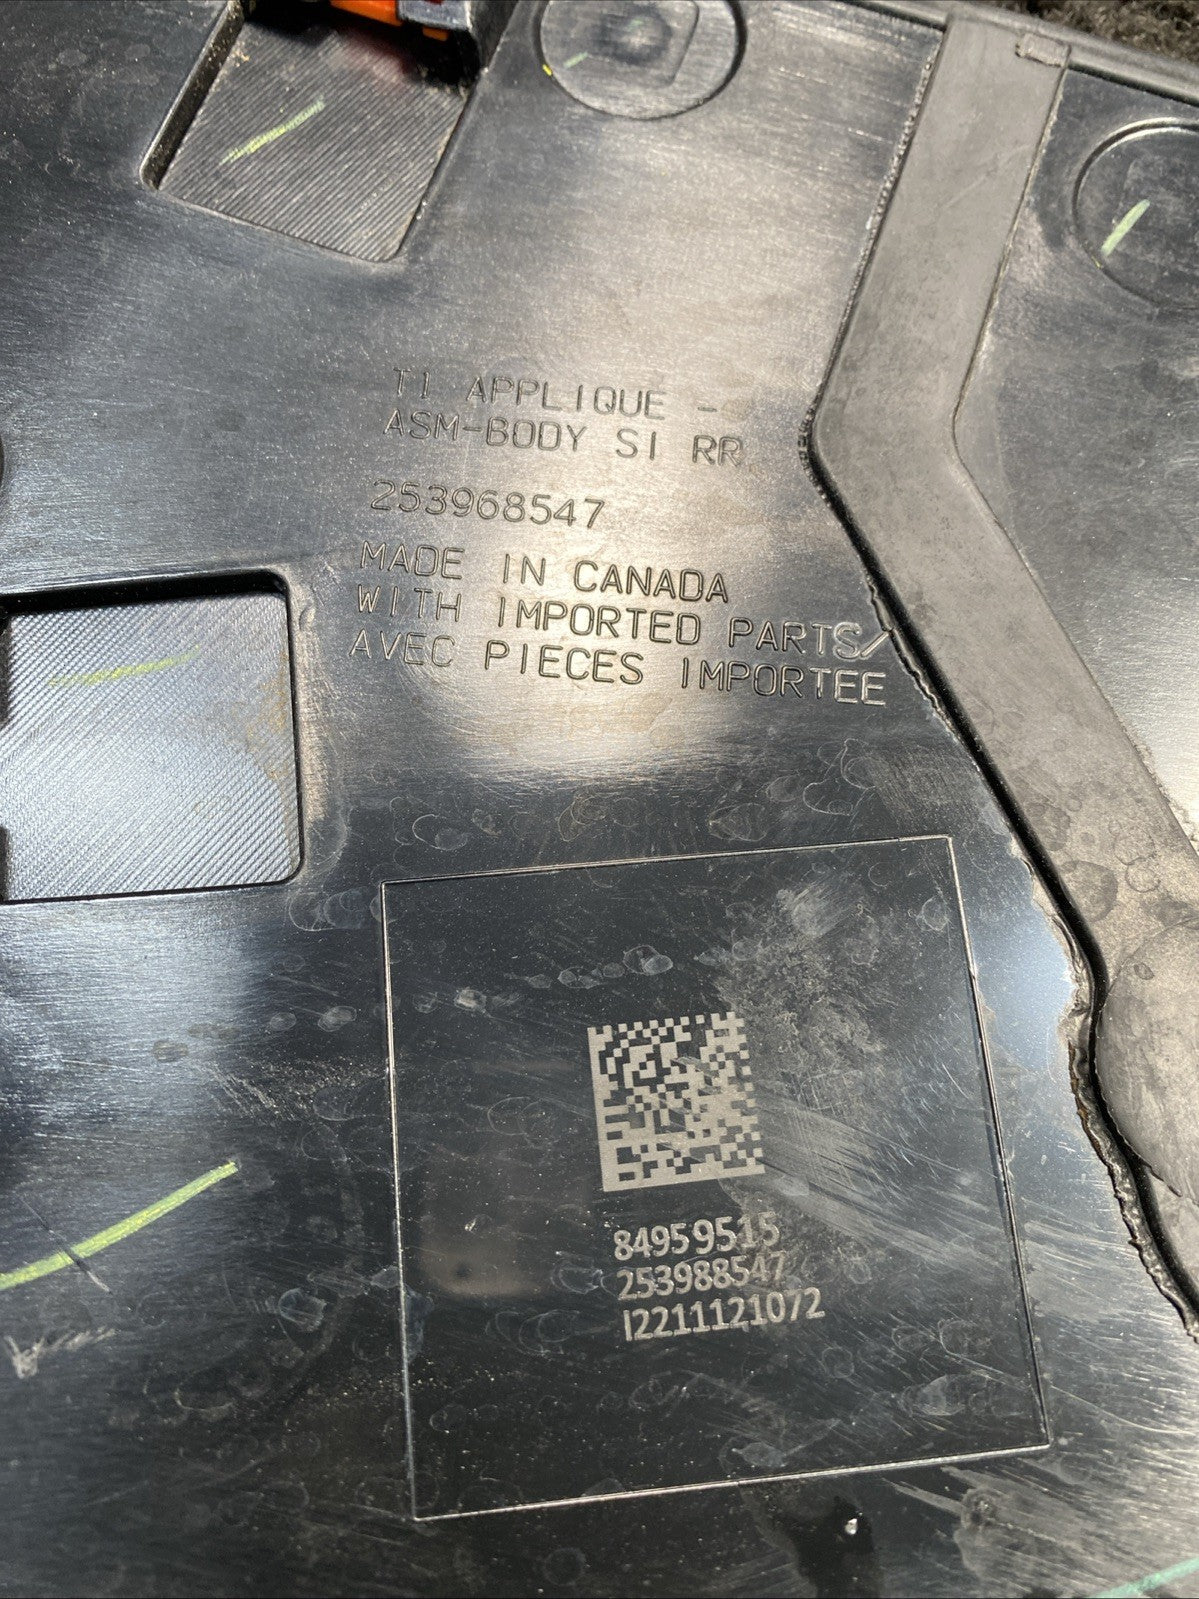 T1 APPLIQUE -
ASM-BODY SI RR
253968547
MADE IN CANADA
WITH IMPORTED PARTS/
AVEC PIECES IMPORTEE
84959515
253988547
I2211121072